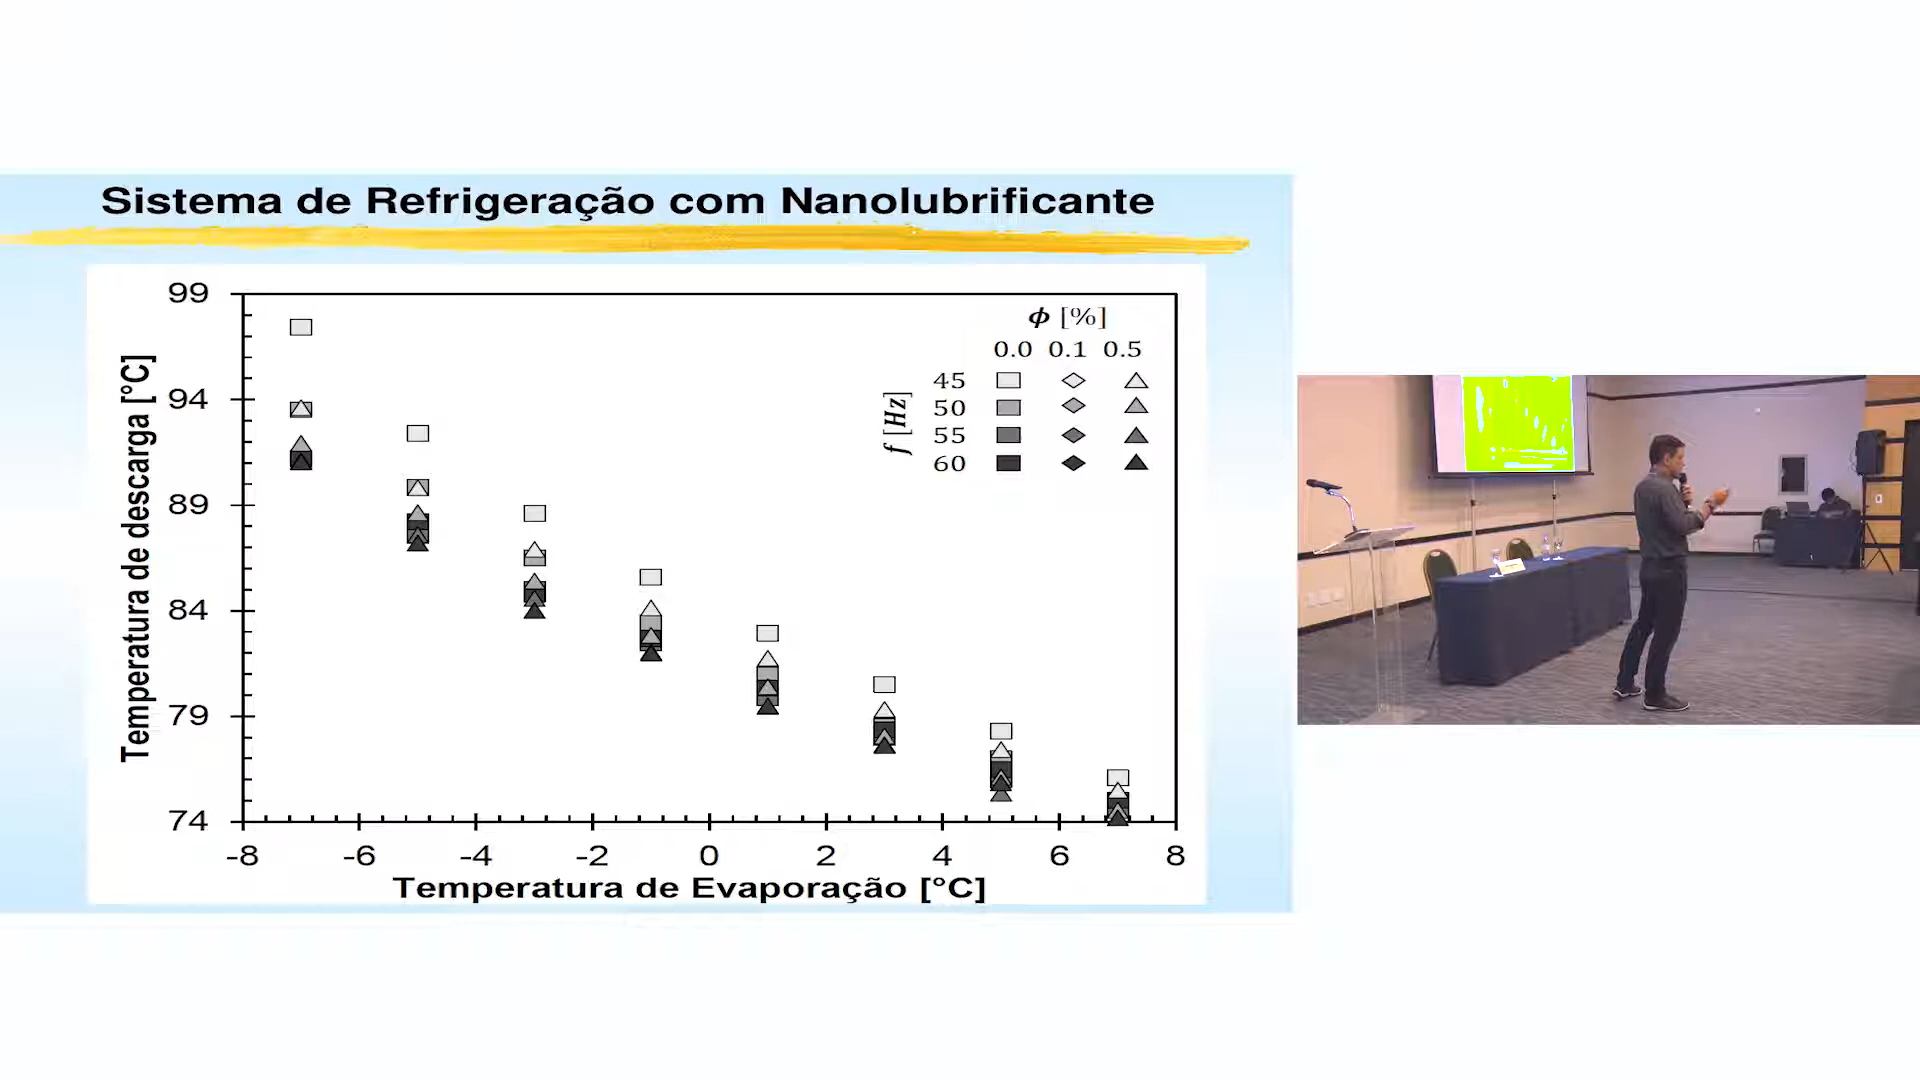 Sistema de Refrigeração com Nanolubrificante
99
94
89
84
79
74
Temperatura de descarga [°C]
ϕ [%]
0.0 0.1 0.5
f [Hz]
45
50
55
60
-8 -6 -4 -2 0 2 4 6 8
Temperatura de Evaporação [°C]